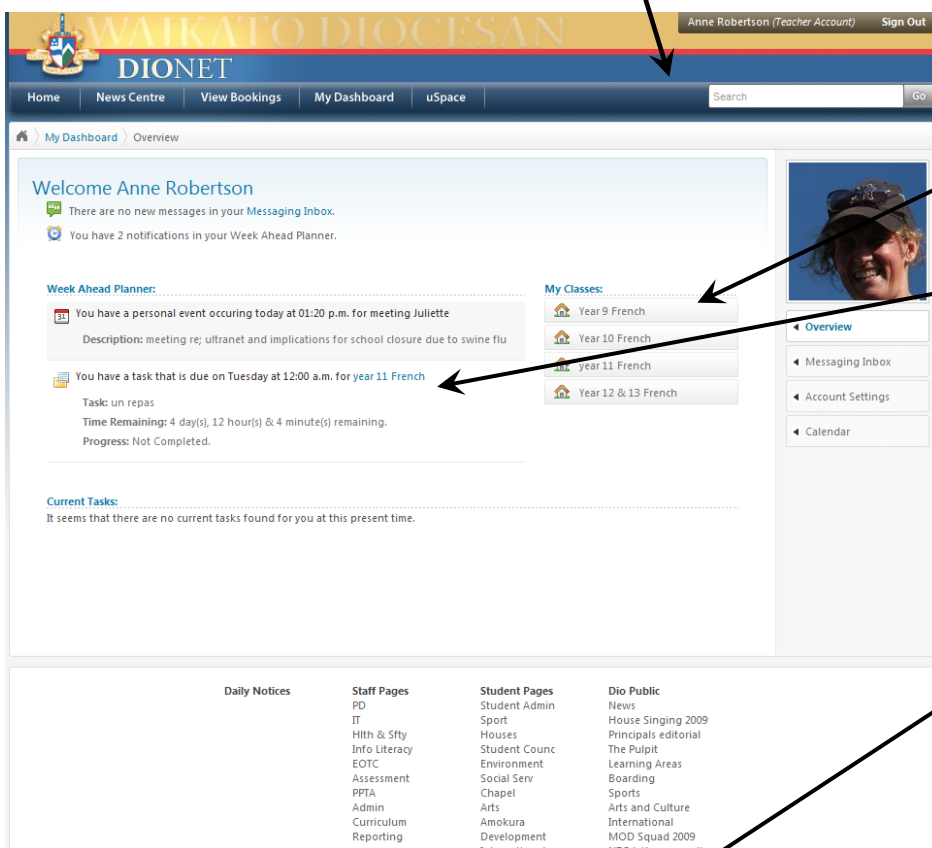 WAIKATO DIOCESAN
Anne Robertson (Teacher Account) Sign Out
DIONET
Home News Centre View Bookings My Dashboard uSpace Search Go
My Dashboard Overview
Welcome Anne Robertson
There are no new messages in your Messaging Inbox.
You have 2 notifications in your Week Ahead Planner.
Week Ahead Planner:
31 You have a personal event occuring today at 01:20 p.m. for meeting Juliette
Description: meeting re; ultranet and implications for school closure due to swine flu
You have a task that is due on Tuesday at 12:00 a.m. for year 11 French
Task: un repas
Time Remaining: 4 day(s), 12 hour(s) & 4 minute(s) remaining.
Progress: Not Completed.
My Classes:
Year 9 French
Year 10 French
year 11 French
Year 12 & 13 French
Overview
Messaging Inbox
Account Settings
Calendar
Current Tasks:
It seems that there are no current tasks found for you at this present time.
Daily Notices
Staff Pages
PD
IT
Hlth & Sfty
Info Literacy
EOTC
Assessment
PPTA
Admin
Curriculum
Reporting
Student Pages
Student Admin
Sport
Houses
Student Counc
Environment
Social Serv
Chapel
Arts
Amokura
Development
Dio Public
News
House Singing 2009
Principals editorial
The Pulpit
Learning Areas
Boarding
Sports
Arts and Culture
International
MOD Squad 2009